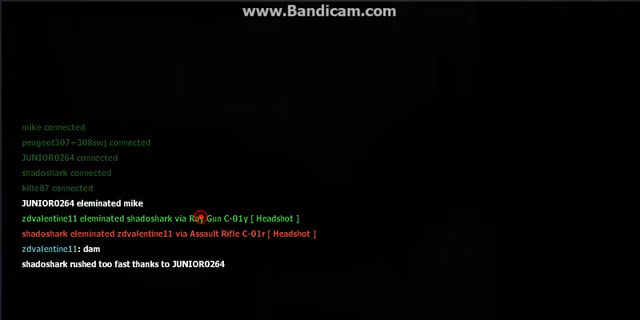 www.Bandicam.com
mike connected
peugeot307+308swj connected
JUNIOR0264 connected
shadoshark connected
kille87 connected
JUNIOR0264 eleminated mike
zdvalentine11 eleminated shadoshark via Ray Gun C-01y [ Headshot ]
shadoshark eleminated zdvalentine11 via Assault Rifle C-01r [ Headshot ]
zdvalentine11: dam
shadoshark rushed too fast thanks to JUNIOR0264